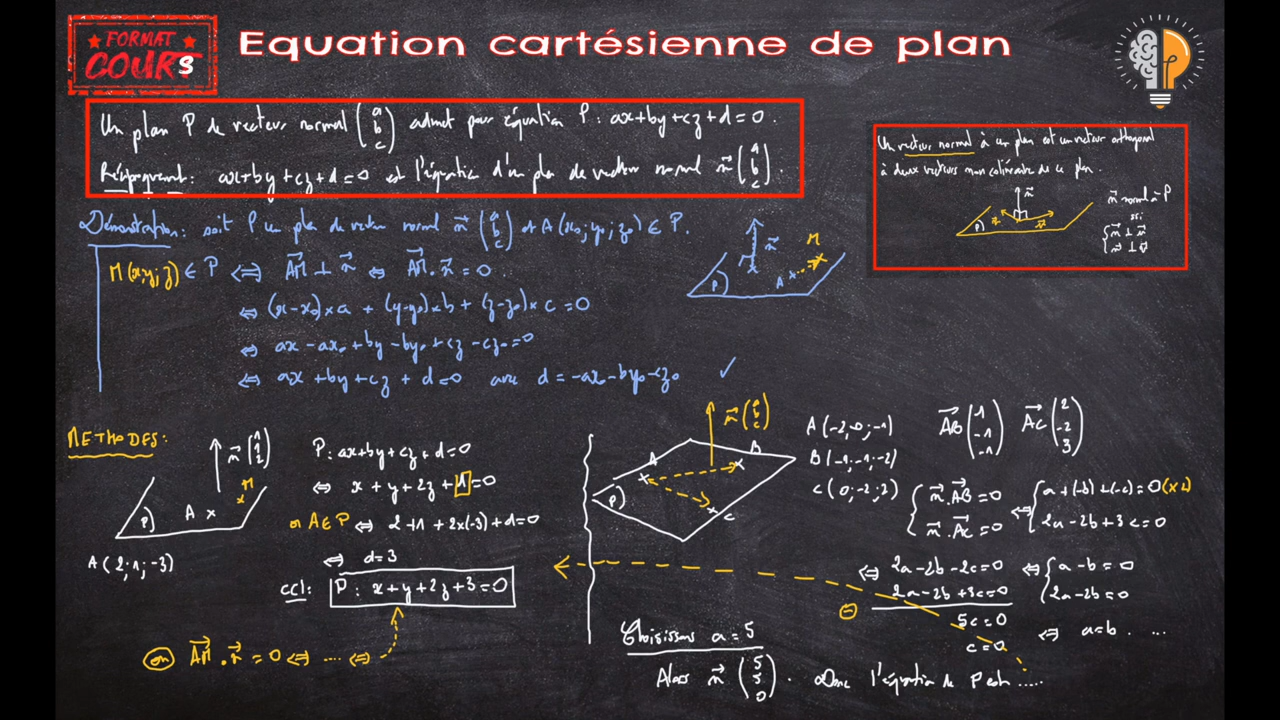 FORMAT
COURS
Equation cartésienne de plan
Un plan P de vecteur normal (a b c) admet pour équation P : ax+by+cz+d=0.
Réciproquement : ax+by+cz+d=0 est l'équation d'un plan de vecteur normal n⃗ (a b c).
Un vecteur normal à un plan est un vecteur orthogonal
à deux vecteurs non colinéaires de ce plan.
n⃗
P)
n⃗ normal à P
ssi
Démonstration : soit P un plan de vecteur normal n⃗ (a b c) et A(x₀; y₀; z₀) ∈ P.
M(x;y;z) ∈ P ⇔ AM⃗ ⊥ n⃗ ⇔ AM⃗ . n⃗ = 0
⇔ (x-x₀)×a + (y-y₀)×b + (z-z₀)×c = 0
⇔ ax-ax₀+by-by₀+cz-cz₀=0
⇔ ax+by+cz+d=0 avec d=-ax₀-by₀-cz₀ ✓
n⃗
M
P) A
METHODES :
n⃗ (1 1 2)
M
P) A
A(2;1;-3)
P : ax+by+cz+d=0
⇔ x+y+2z+d=0
or A∈P ⇔ 2+1+2×(-3)+d=0
⇔ d=3
CCl : P : x+y+2z+3=0
ou AM⃗ . n⃗ = 0 ⇔ .... ⇔
n⃗ (a b c)
A B
P) C
A(-2;0;-1)
B(-1;-1;-2)
C(0;-2;2)
AB⃗ (1 -1 -1) AC⃗ (2 -2 3)
{ n⃗ . AB⃗ = 0 ⇔ { a+(-b)+(-c)=0 (×2)
n⃗ . AC⃗ = 0 2a-2b+3c=0
⇔ 2a-2b-2c=0 ⇔ { a-b=0
⊖ 2a-2b+3c=0 2a-2b=0
5c=0
c=0
⇔ a=b. ...
Choisissons a=5
Alors n⃗ (5 5 0). Donc l'équation de P est .....